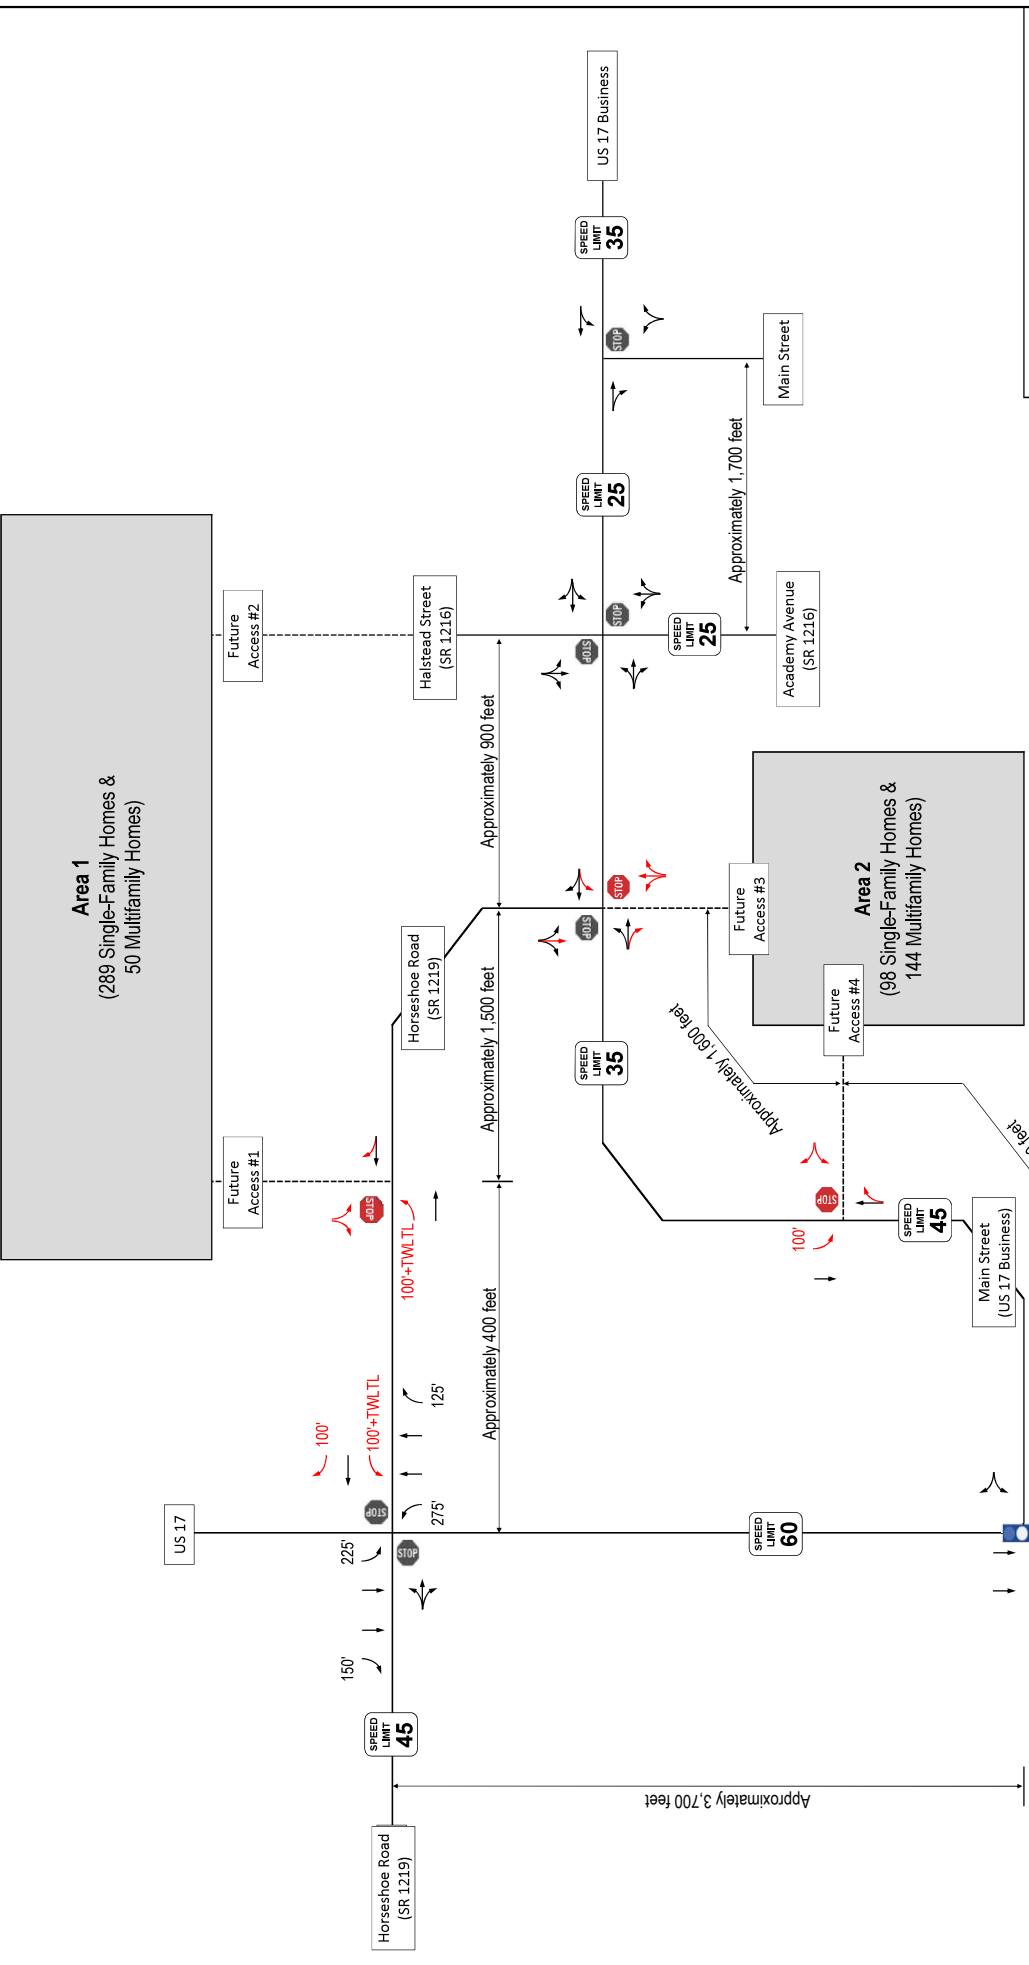 Area 1
(289 Single-Family Homes &
50 Multifamily Homes)
US 17 Business
SPEED
LIMIT
35
STOP
Main Street
Approximately 1,700 feet
SPEED
LIMIT
25
Future
Access #2
Halstead Street
(SR 1216)
STOP
STOP
SPEED
LIMIT
25
Academy Avenue
(SR 1216)
Approximately 900 feet
STOP
STOP
Future
Access #3
Area 2
(98 Single-Family Homes &
144 Multifamily Homes)
Horseshoe Road
(SR 1219)
Approximately 1,500 feet
SPEED
LIMIT
35
Approximately 1,600 feet
Future
Access #4
feet
Future
Access #1
STOP
100'+TWLTL
STOP
100'
SPEED
LIMIT
45
Main Street
(US 17 Business)
Approximately 400 feet
100'
100'+TWLTL
125'
275'
STOP
US 17
225'
STOP
150'
SPEED
LIMIT
60
SPEED
LIMIT
45
Approximately 3,700 feet
Horseshoe Road
(SR 1219)